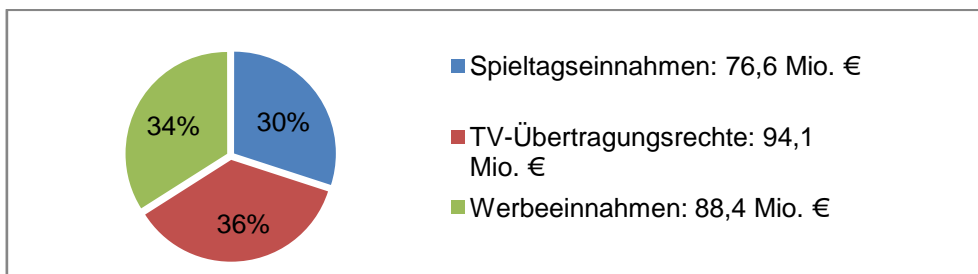 30%
36%
34%
Spieltagseinnahmen: 76,6 Mio. €
TV-Übertragungsrechte: 94,1
Mio. €
Werbeeinnahmen: 88,4 Mio. €